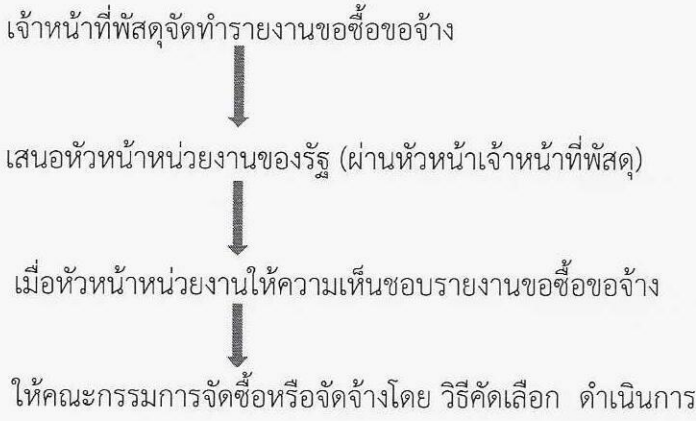 เจ้าหน้าที่พัสดุจัดทำรายงานขอซื้อขอจ้าง
เสนอหัวหน้าหน่วยงานของรัฐ (ผ่านหัวหน้าเจ้าหน้าที่พัสดุ)
เมื่อหัวหน้าหน่วยงานให้ความเห็นชอบรายงานขอซื้อขอจ้าง
ให้คณะกรรมการจัดซื้อหรือจัดจ้างโดย วิธีคัดเลือก ดำเนินการ